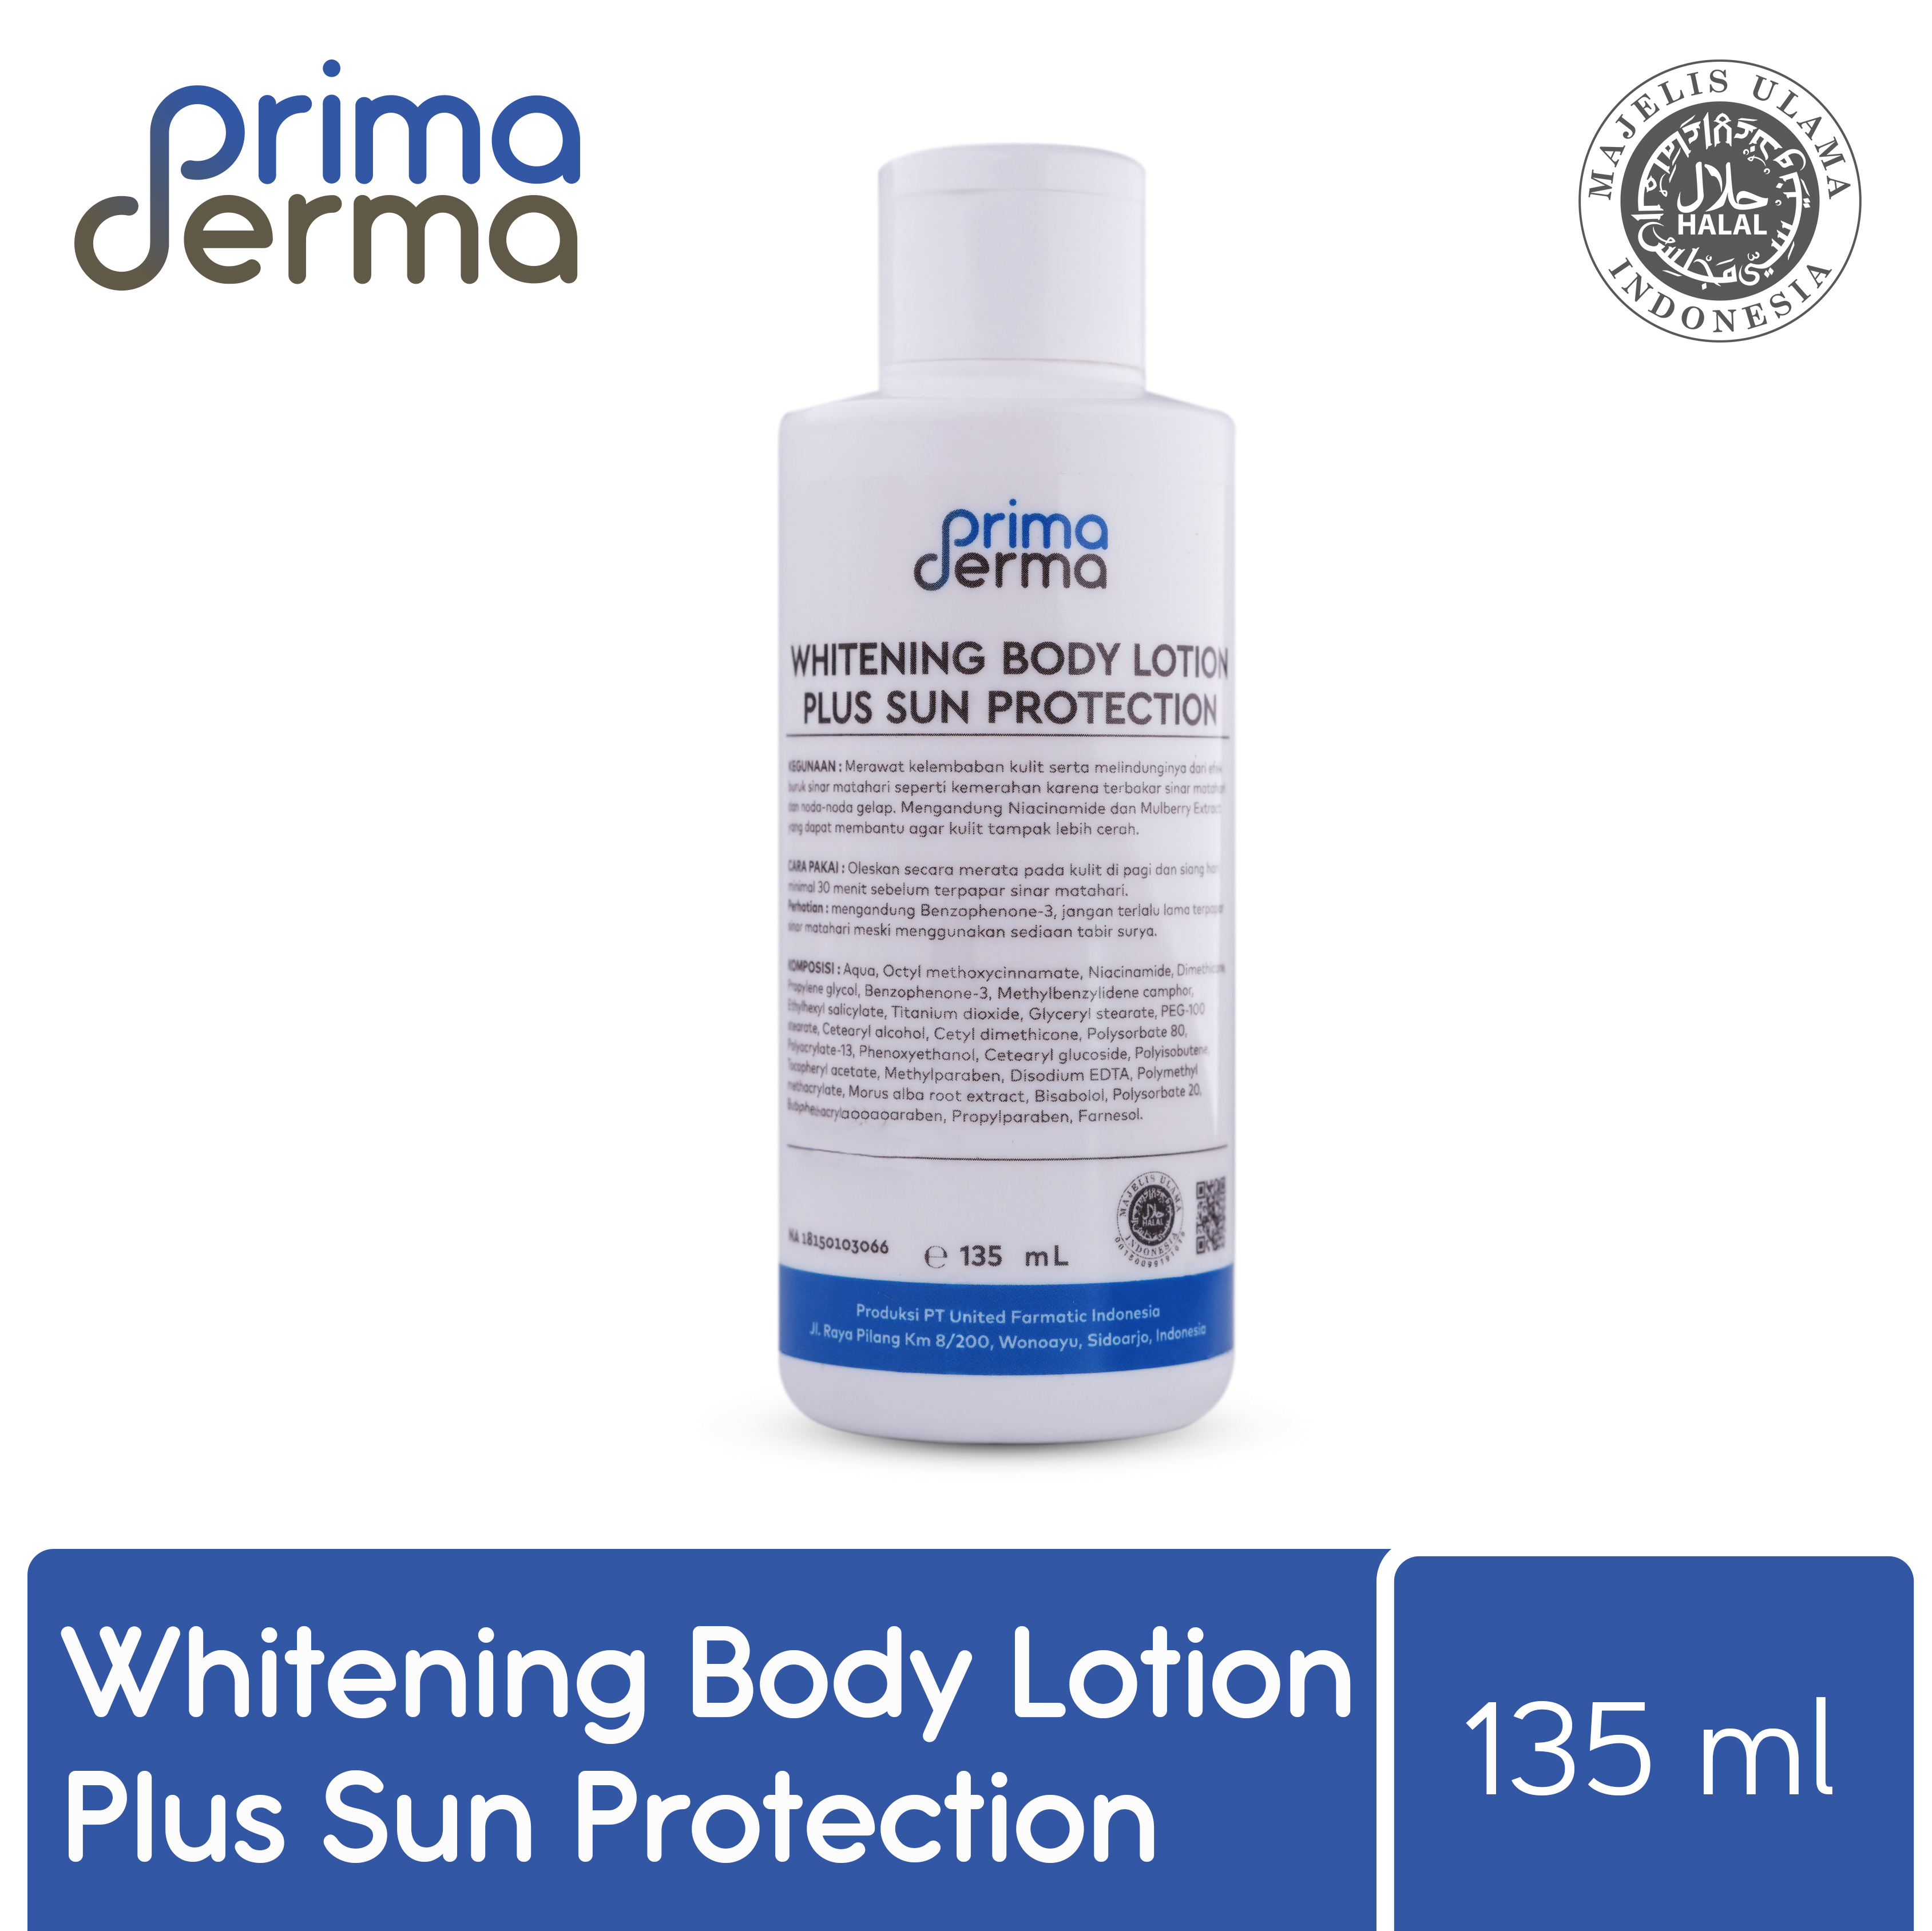 prima
derma
MAJELIS ULAMA
حلال
HALAL
INDONESIA
prima
derma
WHITENING BODY LOTION
PLUS SUN PROTECTION
KEGUNAAN : Merawat kelembaban kulit serta melindunginya dari efek
buruk sinar matahari seperti kemerahan karena terbakar sinar matahari
dan noda-noda gelap. Mengandung Niacinamide dan Mulberry Extract
yang dapat membantu agar kulit tampak lebih cerah.
CARA PAKAI : Oleskan secara merata pada kulit di pagi dan siang hari
minimal 30 menit sebelum terpapar sinar matahari.
Perhatian : mengandung Benzophenone-3, jangan terlalu lama terpapar
sinar matahari meski menggunakan sediaan tabir surya.
KOMPOSISI : Aqua, Octyl methoxycinnamate, Niacinamide, Dimethicone,
Propylene glycol, Benzophenone-3, Methylbenzylidene camphor,
Ethylhexyl salicylate, Titanium dioxide, Glyceryl stearate, PEG-100
stearate, Cetearyl alcohol, Cetyl dimethicone, Polysorbate 80,
Polyacrylate-13, Phenoxyethanol, Cetearyl glucoside, Polyisobutene,
Tocopheryl acetate, Methylparaben, Disodium EDTA, Polymethyl
methacrylate, Morus alba root extract, Bisabolol, Polysorbate 20,
Propylparaben, Farnesol.
MAJELIS ULAMA
حلال
HALAL
INDONESIA
NA 18150103066
℮ 135 mL
Produksi PT United Farmatic Indonesia
Jl. Raya Pilang Km 8/200, Wonoayu, Sidoarjo, Indonesia
Whitening Body Lotion
Plus Sun Protection
135 ml